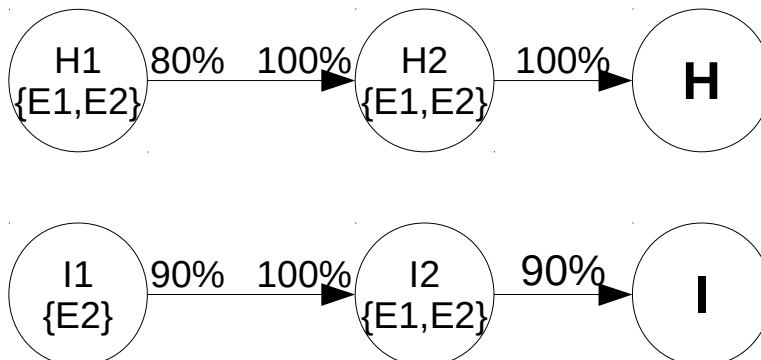 H1
{E1,E2}
80%
100%
H2
{E1,E2}
100%
H
I1
{E2}
90%
100%
I2
{E1,E2}
90%
I